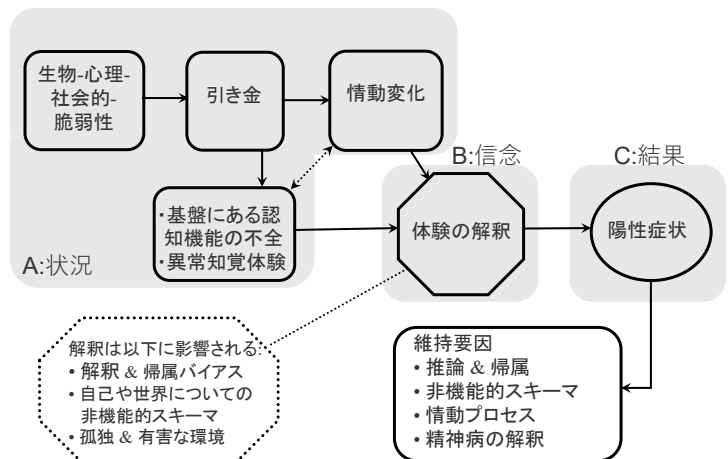 生物-心理-
社会的-
脆弱性
引き金
情動変化
B:信念
C:結果
・基盤にある認
知機能の不全
・異常知覚体験
体験の解釈
陽性症状
A:状況
解釈は以下に影響される:
• 解釈 & 帰属バイアス
• 自己や世界についての
非機能的スキーマ
• 孤独 & 有害な環境
維持要因
• 推論 & 帰属
• 非機能的スキーマ
• 情動プロセス
• 精神病の解釈